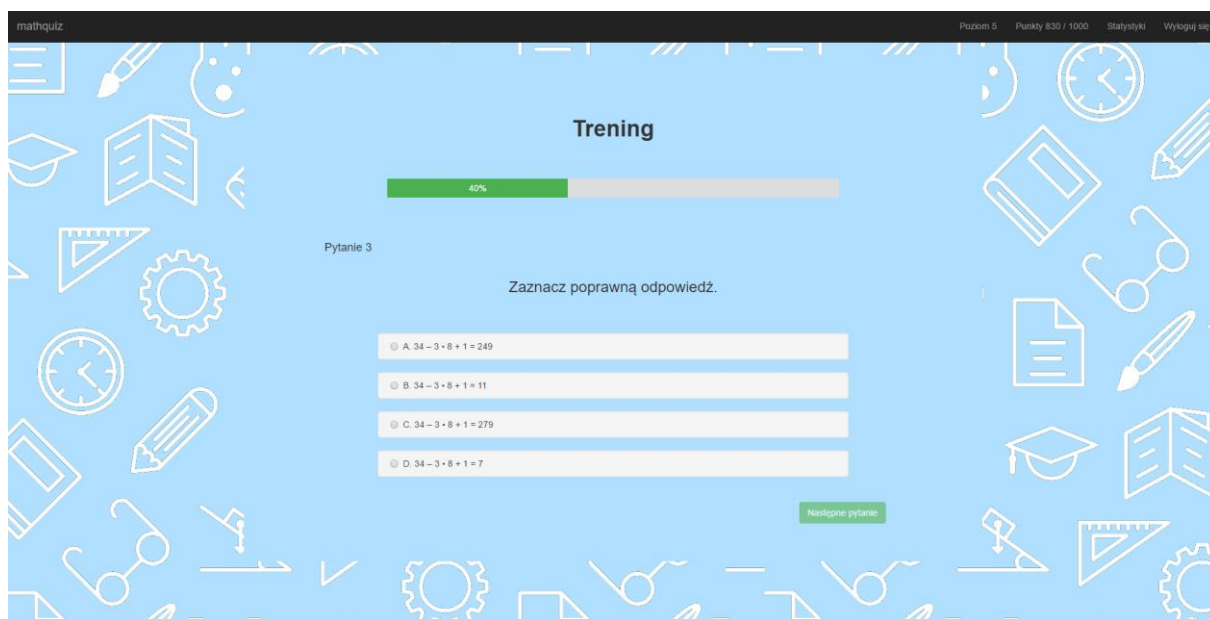 mathquiz Poziom 5 Punkty 830 / 1000 Statystyki Wyloguj się
Trening
40%
Pytanie 3
Zaznacz poprawną odpowiedź.
A. 34 – 3 • 8 + 1 = 249
B. 34 – 3 • 8 + 1 = 11
C. 34 – 3 • 8 + 1 = 279
D. 34 – 3 • 8 + 1 = 7
Następne pytanie